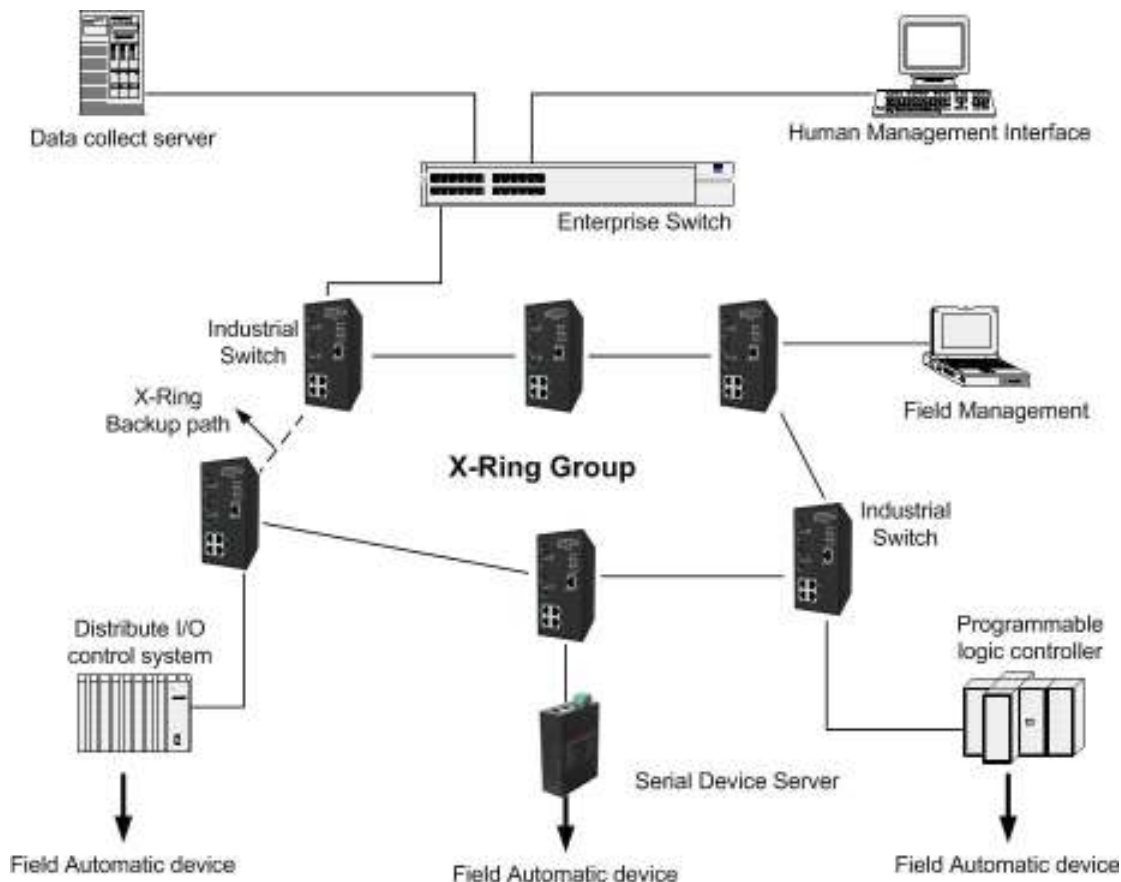 Data collect server
Human Management Interface
Enterprise Switch
Industrial
Switch
Field Management
X-Ring
Backup path
X-Ring Group
Industrial
Switch
Distribute I/O
control system
Programmable
logic controller
Serial Device Server
Field Automatic device
Field Automatic device
Field Automatic device